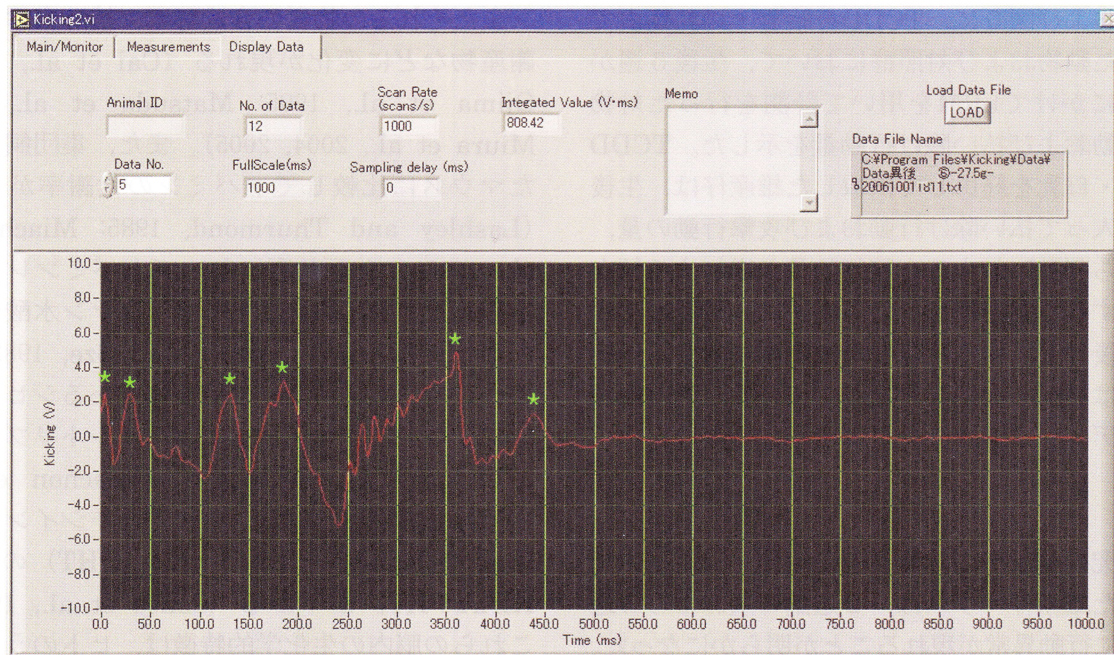 Kicking2.vi
Main/Monitor Measurements Display Data
Animal ID
No. of Data
12
Scan Rate
(scans/s)
1000
Integated Value (V･ms)
808.42
Memo
Load Data File
LOAD
Data No.
5
FullScale(ms)
1000
Sampling delay (ms)
0
Data File Name
C:¥Program Files¥Kicking¥Data¥
Data異後 ⑤-27.5g-
200610011811.txt
10.0
8.0
6.0
4.0
2.0
0.0
-2.0
-4.0
-6.0
-8.0
-10.0
Kicking (V)
0.0 50.0 100.0 150.0 200.0 250.0 300.0 350.0 400.0 450.0 500.0 550.0 600.0 650.0 700.0 750.0 800.0 850.0 900.0 950.0 1000.0
Time (ms)